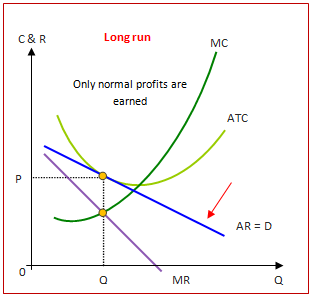 C & R
Long run
MC
Only normal profits are
earned
ATC
P
AR = D
0
Q
MR
Q